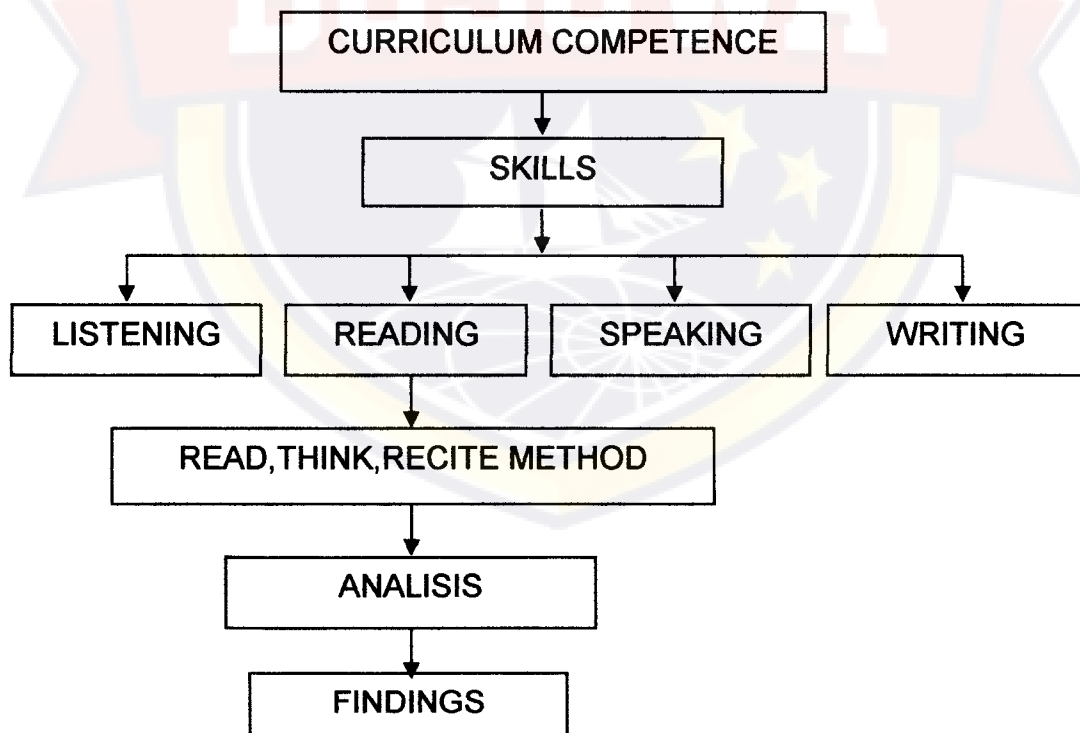 CURRICULUM COMPETENCE
SKILLS
LISTENING READING SPEAKING WRITING
READ,THINK,RECITE METHOD
ANALISIS
FINDINGS